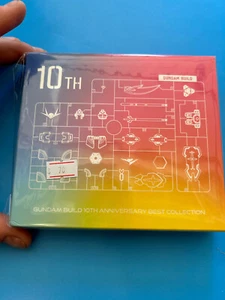 10TH
GUNDAM BUILD
GUNDAM BUILD 10TH ANNIVERSARY BEST COLLECTION